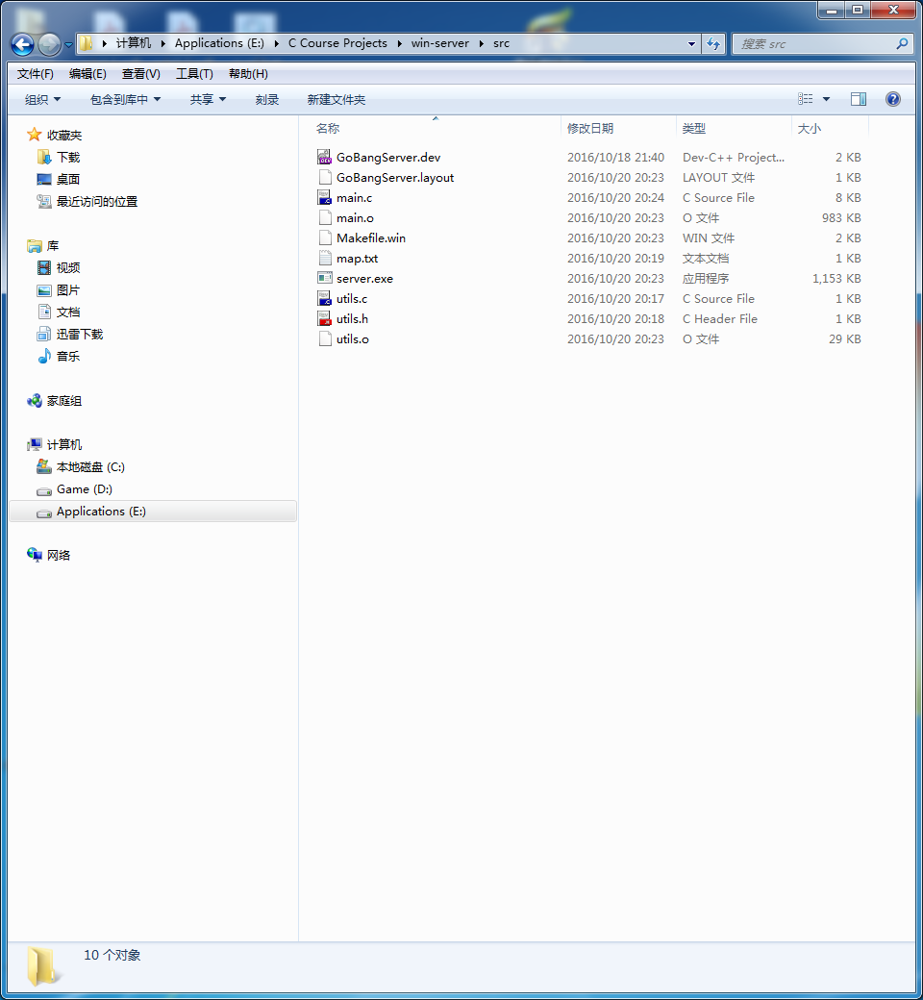 计算机 Applications (E:) C Course Projects win-server src 搜索 src
文件(F) 编辑(E) 查看(V) 工具(T) 帮助(H)
组织 包含到库中 共享 刻录 新建文件夹
收藏夹
下载
桌面
最近访问的位置
库
视频
图片
文档
迅雷下载
音乐
家庭组
计算机
本地磁盘 (C:)
Game (D:)
Applications (E:)
网络
名称 修改日期 类型 大小
GoBangServer.dev 2016/10/18 21:40 Dev-C++ Project... 2 KB
GoBangServer.layout 2016/10/20 20:23 LAYOUT 文件 1 KB
main.c 2016/10/20 20:24 C Source File 8 KB
main.o 2016/10/20 20:23 O 文件 983 KB
Makefile.win 2016/10/20 20:23 WIN 文件 2 KB
map.txt 2016/10/20 20:19 文本文档 1 KB
server.exe 2016/10/20 20:23 应用程序 1,153 KB
utils.c 2016/10/20 20:17 C Source File 1 KB
utils.h 2016/10/20 20:18 C Header File 1 KB
utils.o 2016/10/20 20:23 O 文件 29 KB
10 个对象